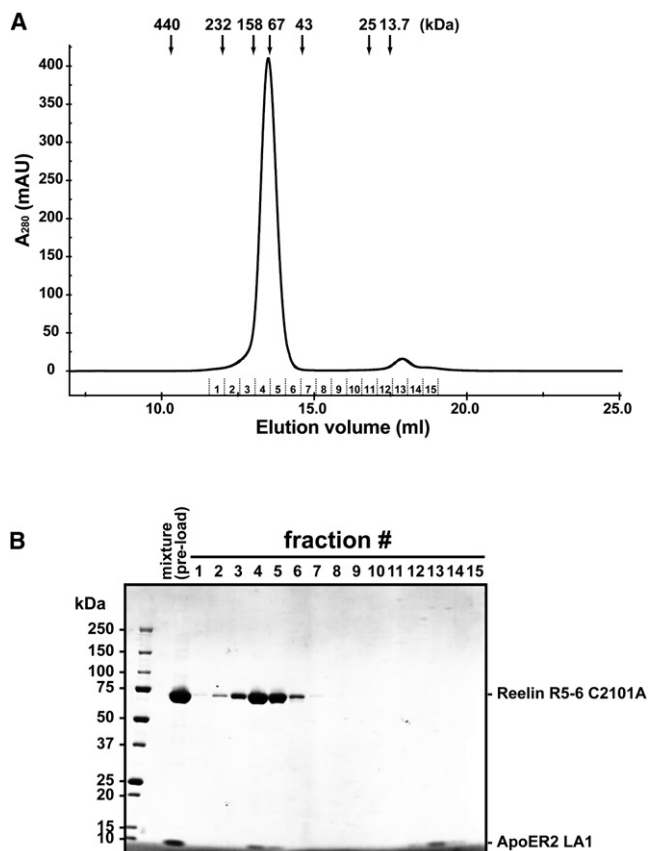 A
440 232 158 67 43 25 13.7 (kDa)
400
350
300
250
200
150
100
50
0
A280 (mAU)
1 2 3 4 5 6 7 8 9 10 11 12 13 14 15
10.0 15.0 20.0 25.0
Elution volume (ml)
B
mixture
(pre-load)
fraction #
1 2 3 4 5 6 7 8 9 10 11 12 13 14 15
kDa
250
150
100
75
50
37
25
20
15
10
Reelin R5-6 C2101A
ApoER2 LA1